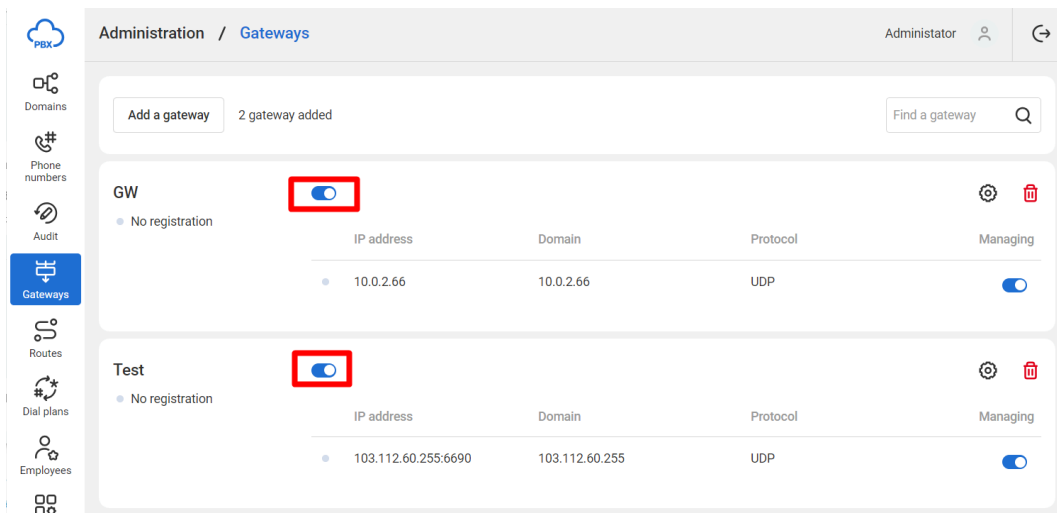 PBX
Administration / Gateways
Administator
Domains
Phone
numbers
Audit
Gateways
Routes
Dial plans
Employees
Add a gateway
2 gateway added
Find a gateway
GW
No registration
IP address Domain Protocol Managing
10.0.2.66 10.0.2.66 UDP
Test
No registration
IP address Domain Protocol Managing
103.112.60.255:6690 103.112.60.255 UDP